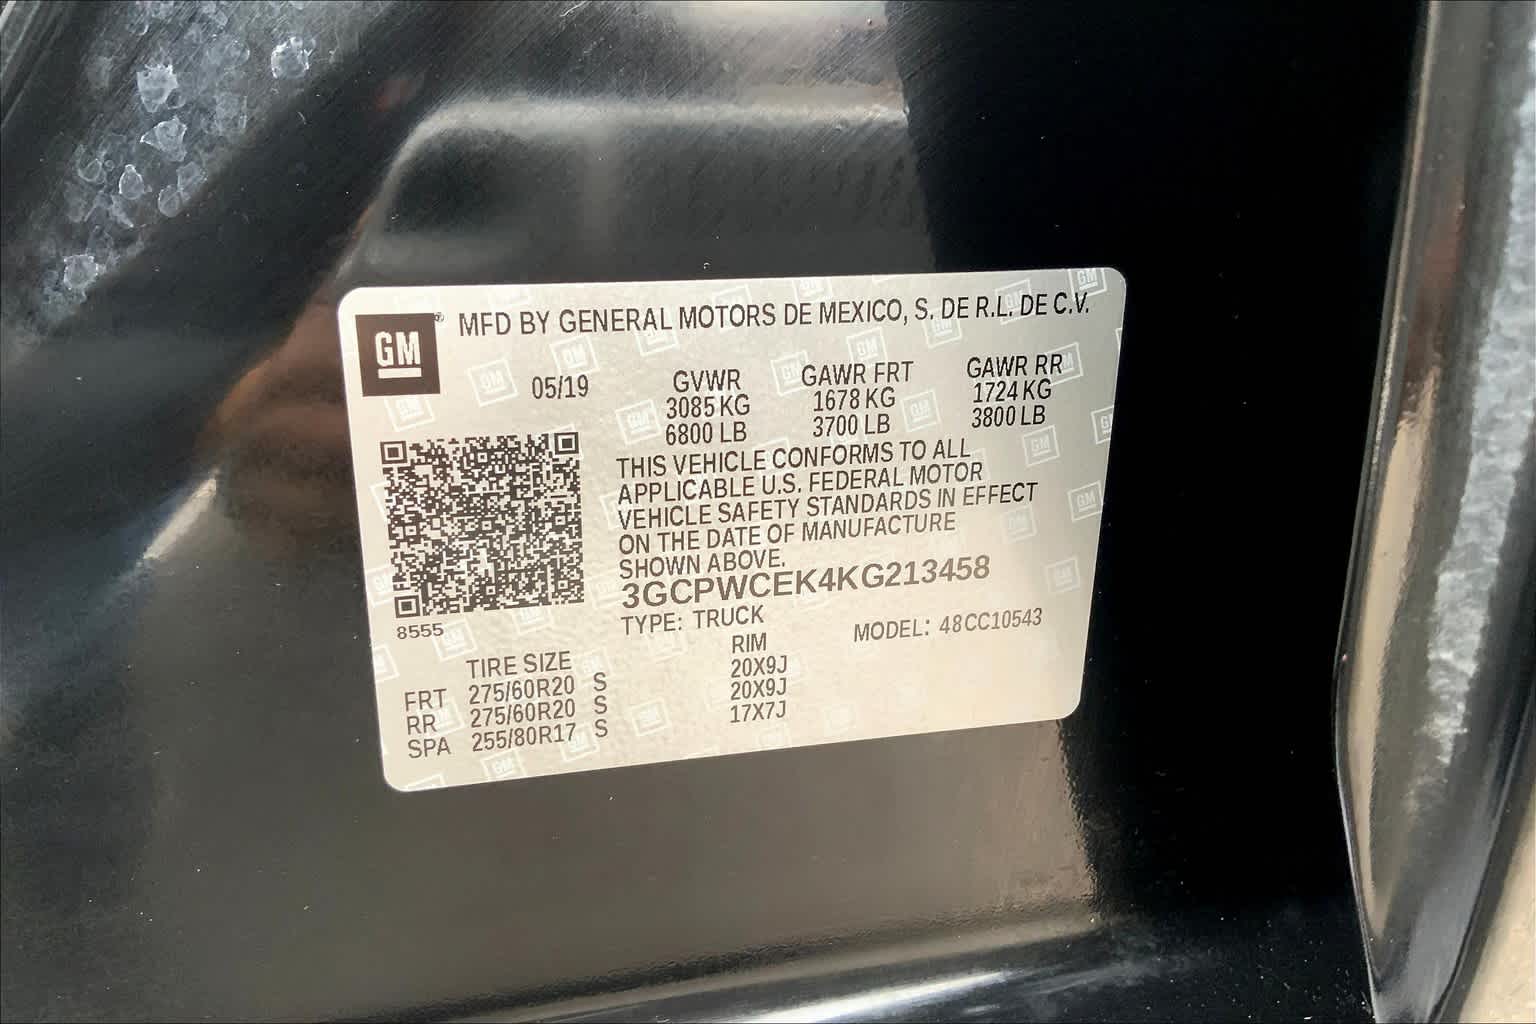 GM
MFD BY GENERAL MOTORS DE MEXICO, S. DE R.L. DE C.V.
05/19 GVWR GAWR FRT GAWR RR
3085 KG 1678 KG 1724 KG
6800 LB 3700 LB 3800 LB
THIS VEHICLE CONFORMS TO ALL
APPLICABLE U.S. FEDERAL MOTOR
VEHICLE SAFETY STANDARDS IN EFFECT
ON THE DATE OF MANUFACTURE
SHOWN ABOVE.
3GCPWCEK4KG213458
8555
TYPE: TRUCK MODEL: 48CC10543
TIRE SIZE RIM
FRT 275/60R20 S 20X9J
RR 275/60R20 S 20X9J
SPA 255/80R17 S 17X7J